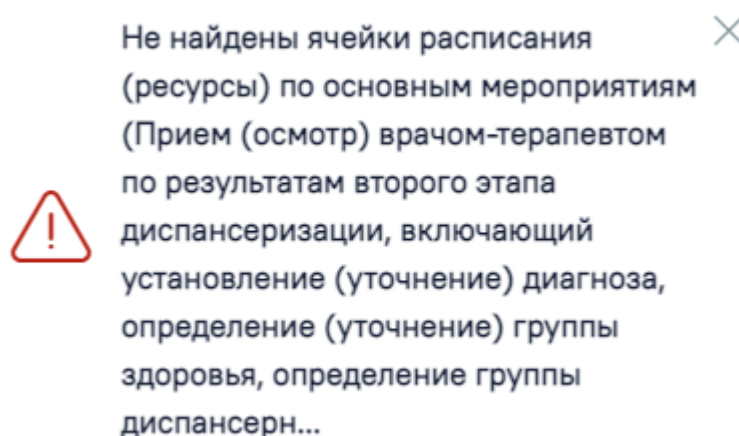 Не найдены ячейки расписания
(ресурсы) по основным мероприятиям
(Прием (осмотр) врачом-терапевтом
по результатам второго этапа
диспансеризации, включающий
установление (уточнение) диагноза,
определение (уточнение) группы
здоровья, определение группы
диспансерн...